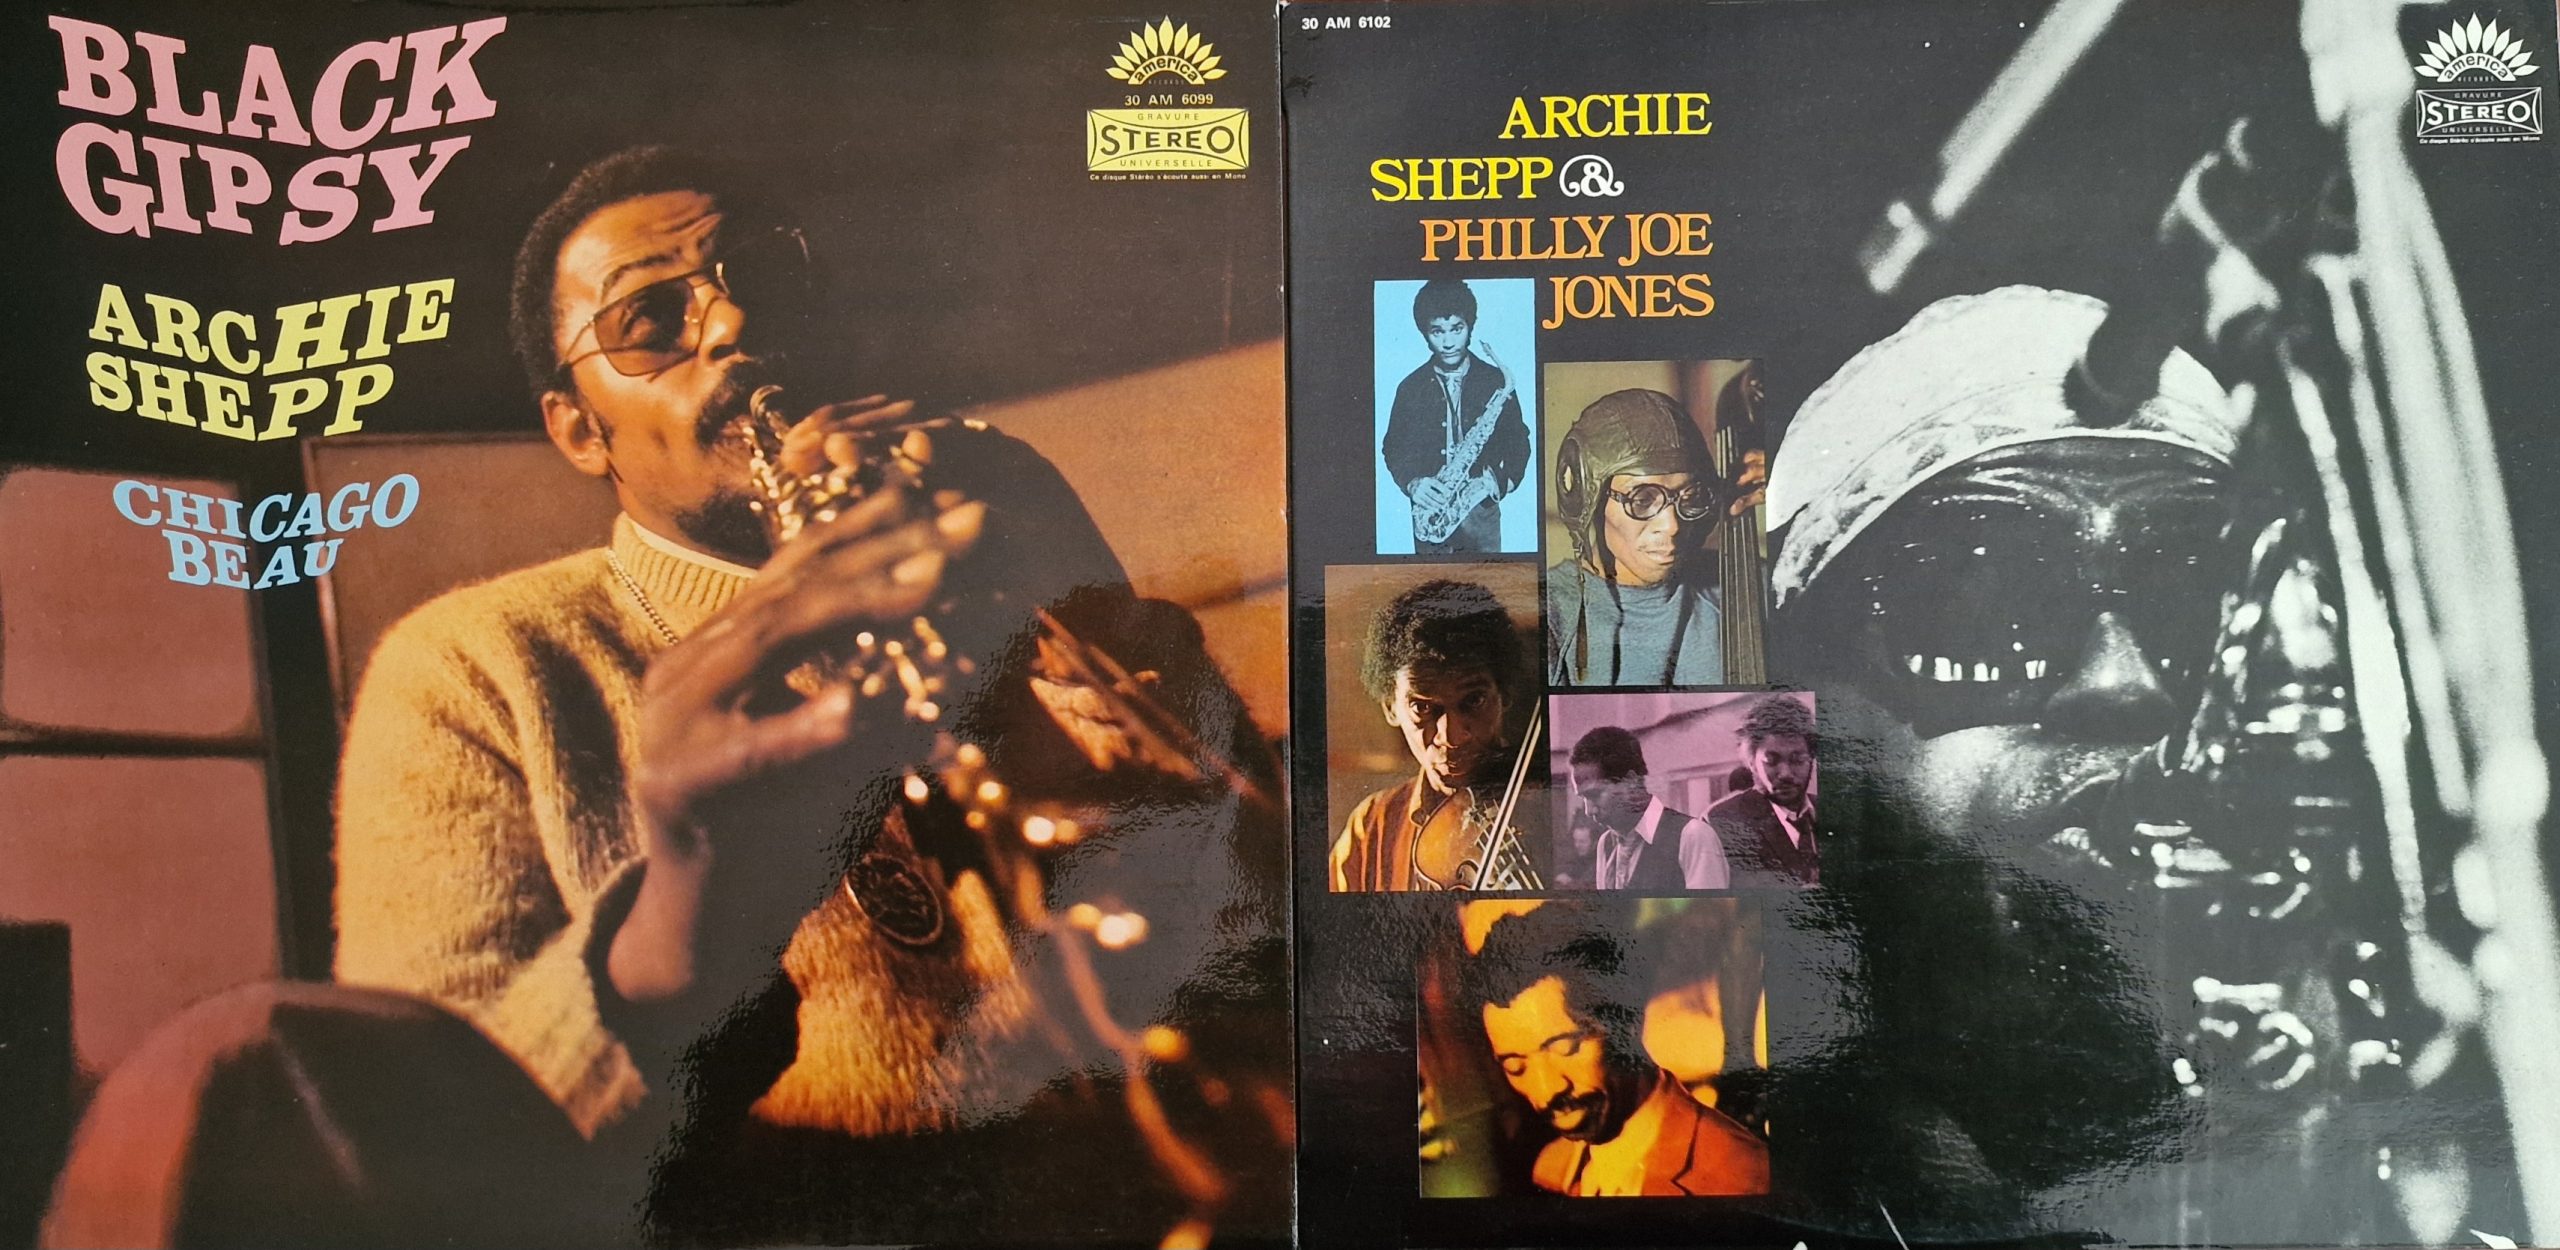 BLACK
GIPSY
ARCHIE
SHEPP
CHICAGO
BEAU
america
RECORDS
30 AM 6099
GRAVURE
STEREO
UNIVERSELLE
Ce disque Stéréo s'écoute aussi en Mono
30 AM 6102
ARCHIE
SHEPP &
PHILLY JOE
JONES
america
RECORDS
GRAVURE
STEREO
UNIVERSELLE
Ce disque Stéréo s'écoute aussi en Mono